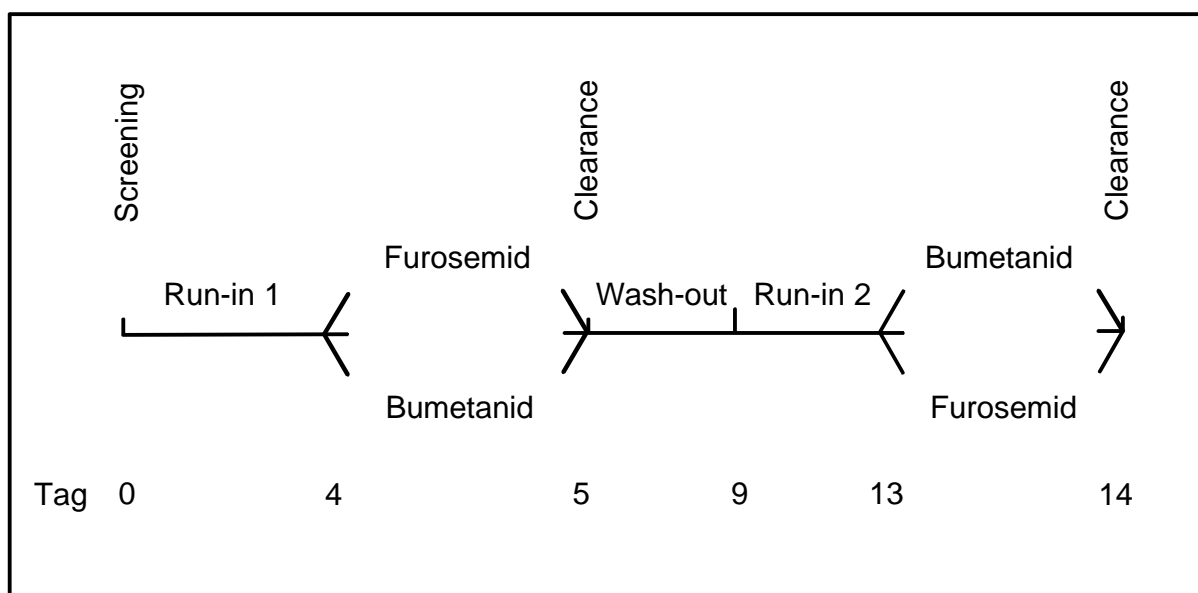 Screening
Clearance
Clearance
Furosemid
Bumetanid
Run-in 1
Wash-out
Run-in 2
Bumetanid
Furosemid
Tag 0 4 5 9 13 14